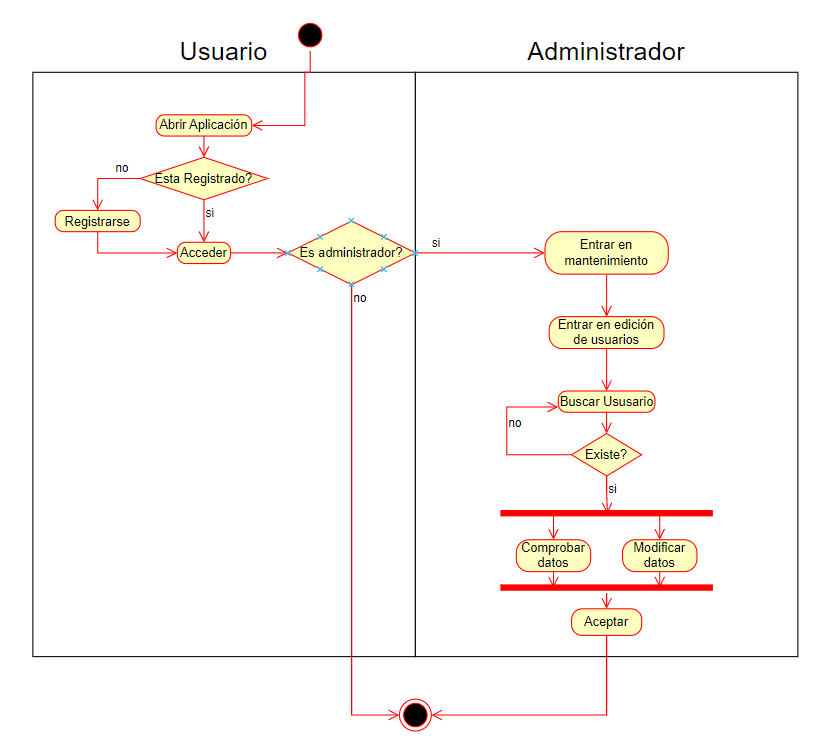 Usuario
Administrador
Abrir Aplicación
no
Esta Registrado?
Registrarse
si
Acceder
Es administrador?
si
no
Entrar en
mantenimiento
Entrar en edición
de usuarios
Buscar Ususario
no
Existe?
si
Comprobar
datos
Modificar
datos
Aceptar